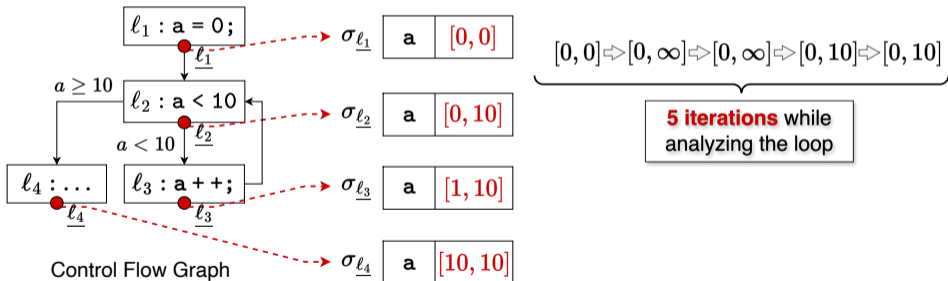 ℓ₁ : a = 0;
ℓ₁
a ≥ 10
ℓ₂ : a < 10
ℓ₂
a < 10
ℓ₄ : ...
ℓ₃ : a + +;
ℓ₄
ℓ₃
Control Flow Graph
σℓ₁ a [0, 0]
σℓ₂ a [0, 10]
σℓ₃ a [1, 10]
σℓ₄ a [10, 10]
[0, 0]⇨[0, ∞]⇨[0, ∞]⇨[0, 10]⇨[0, 10]
5 iterations while
analyzing the loop